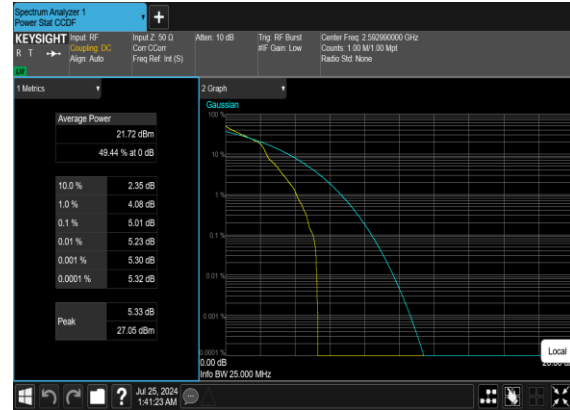 Spectrum Analyzer 1
Power Stat CCDF
+
KEYSIGHT
R T
LXI
Input: RF
Coupling: DC
Align: Auto
Input Z: 50 Ω
Corr CCorr
Freq Ref: Int (S)
Atten: 10 dB
Trig: RF Burst
#IF Gain: Low
Center Freq: 2.592990000 GHz
Counts: 1.00 M/1.00 Mpt
Radio Std: None
1 Metrics
Average Power
21.72 dBm
49.44 % at 0 dB
10.0 % 2.35 dB
1.0 % 4.08 dB
0.1 % 5.01 dB
0.01 % 5.23 dB
0.001 % 5.30 dB
0.0001 % 5.32 dB
Peak
5.33 dB
27.05 dBm
2 Graph
Gaussian
100 %
10 %
1 %
0.1 %
0.01 %
0.001 %
0.0001 %
0.00 dB
Info BW 25.000 MHz
Local
?
Jul 25, 2024
1:41:23 AM